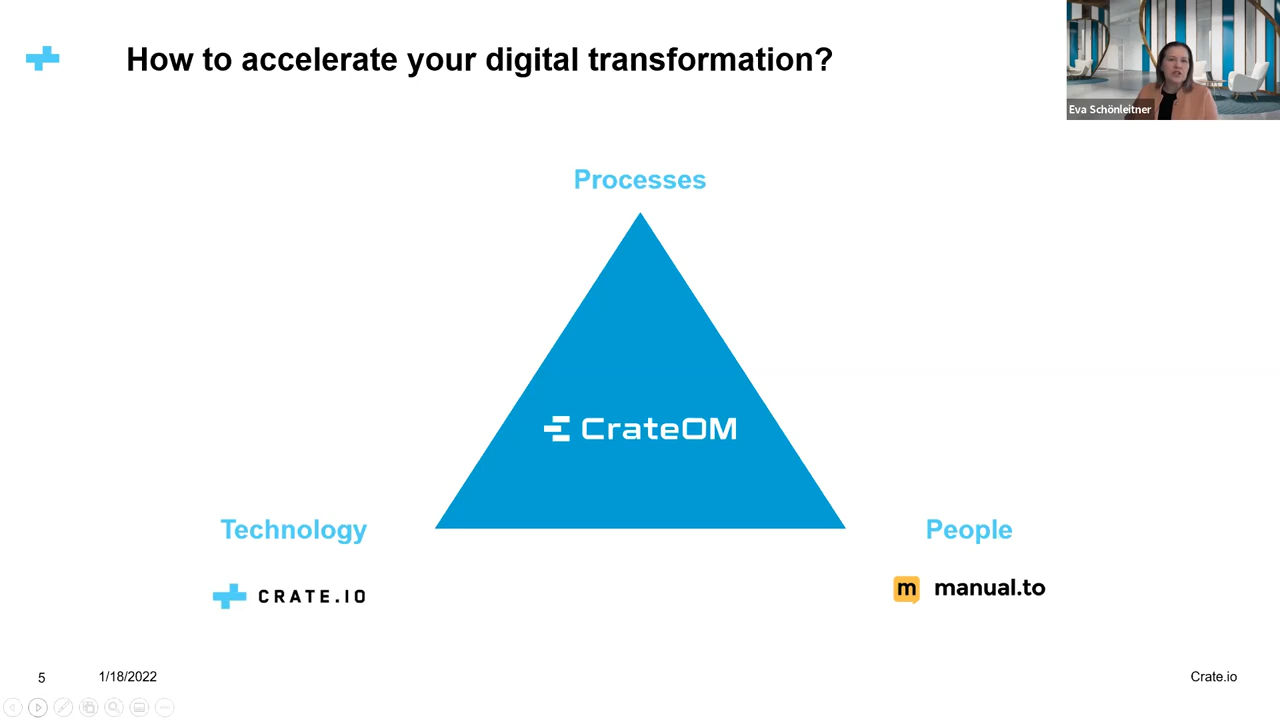 How to accelerate your digital transformation?
Eva Schönleitner
Processes
CrateOM
Technology
People
CRATE.IO
m manual.to
5
1/18/2022
Crate.io